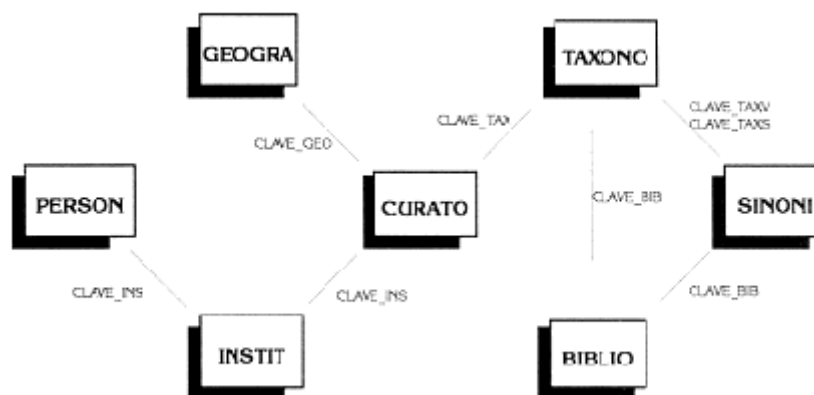 GEOGRA
TAXONO
CLAVE_TAXV
CLAVE_TAXS
CLAVE_TAX
CLAVE_GEO
PERSON
CURATO
CLAVE_BIB
SINONI
CLAVE_INS
CLAVE_INS
CLAVE_BIB
INSTIT
BIBLIO